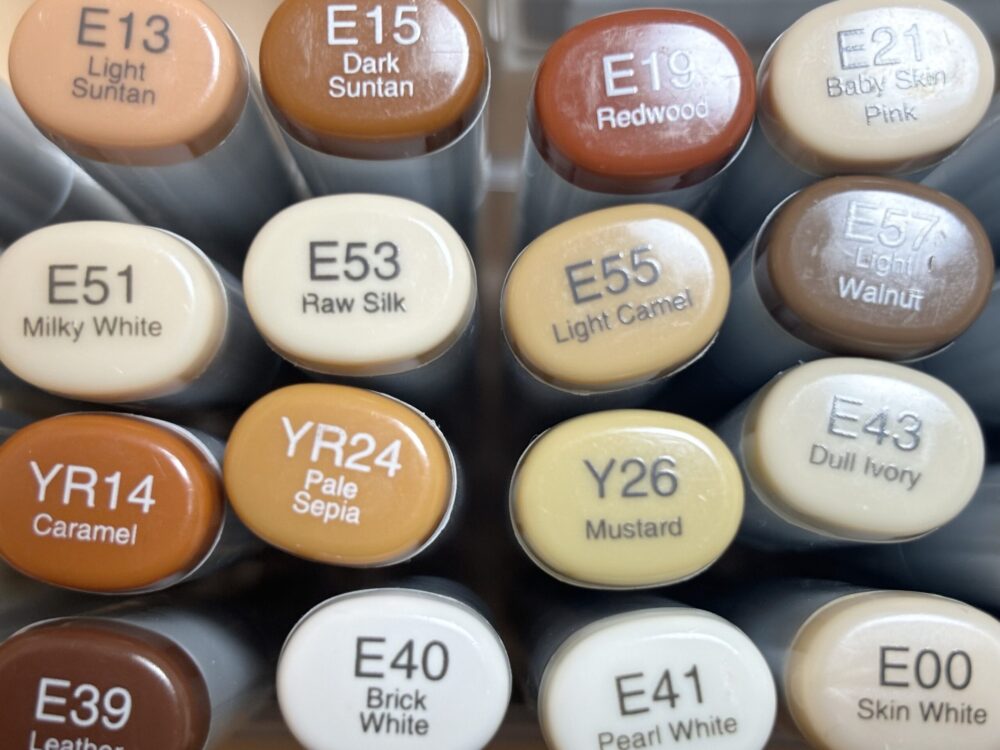 E13
Light
Suntan
E15
Dark
Suntan
E19
Redwood
E21
Baby Skin
Pink
E51
Milky White
E53
Raw Silk
E55
Light Camel
E57
Light
Walnut
YR14
Caramel
YR24
Pale
Sepia
Y26
Mustard
E43
Dull Ivory
E39
Leather
E40
Brick
White
E41
Pearl White
E00
Skin White